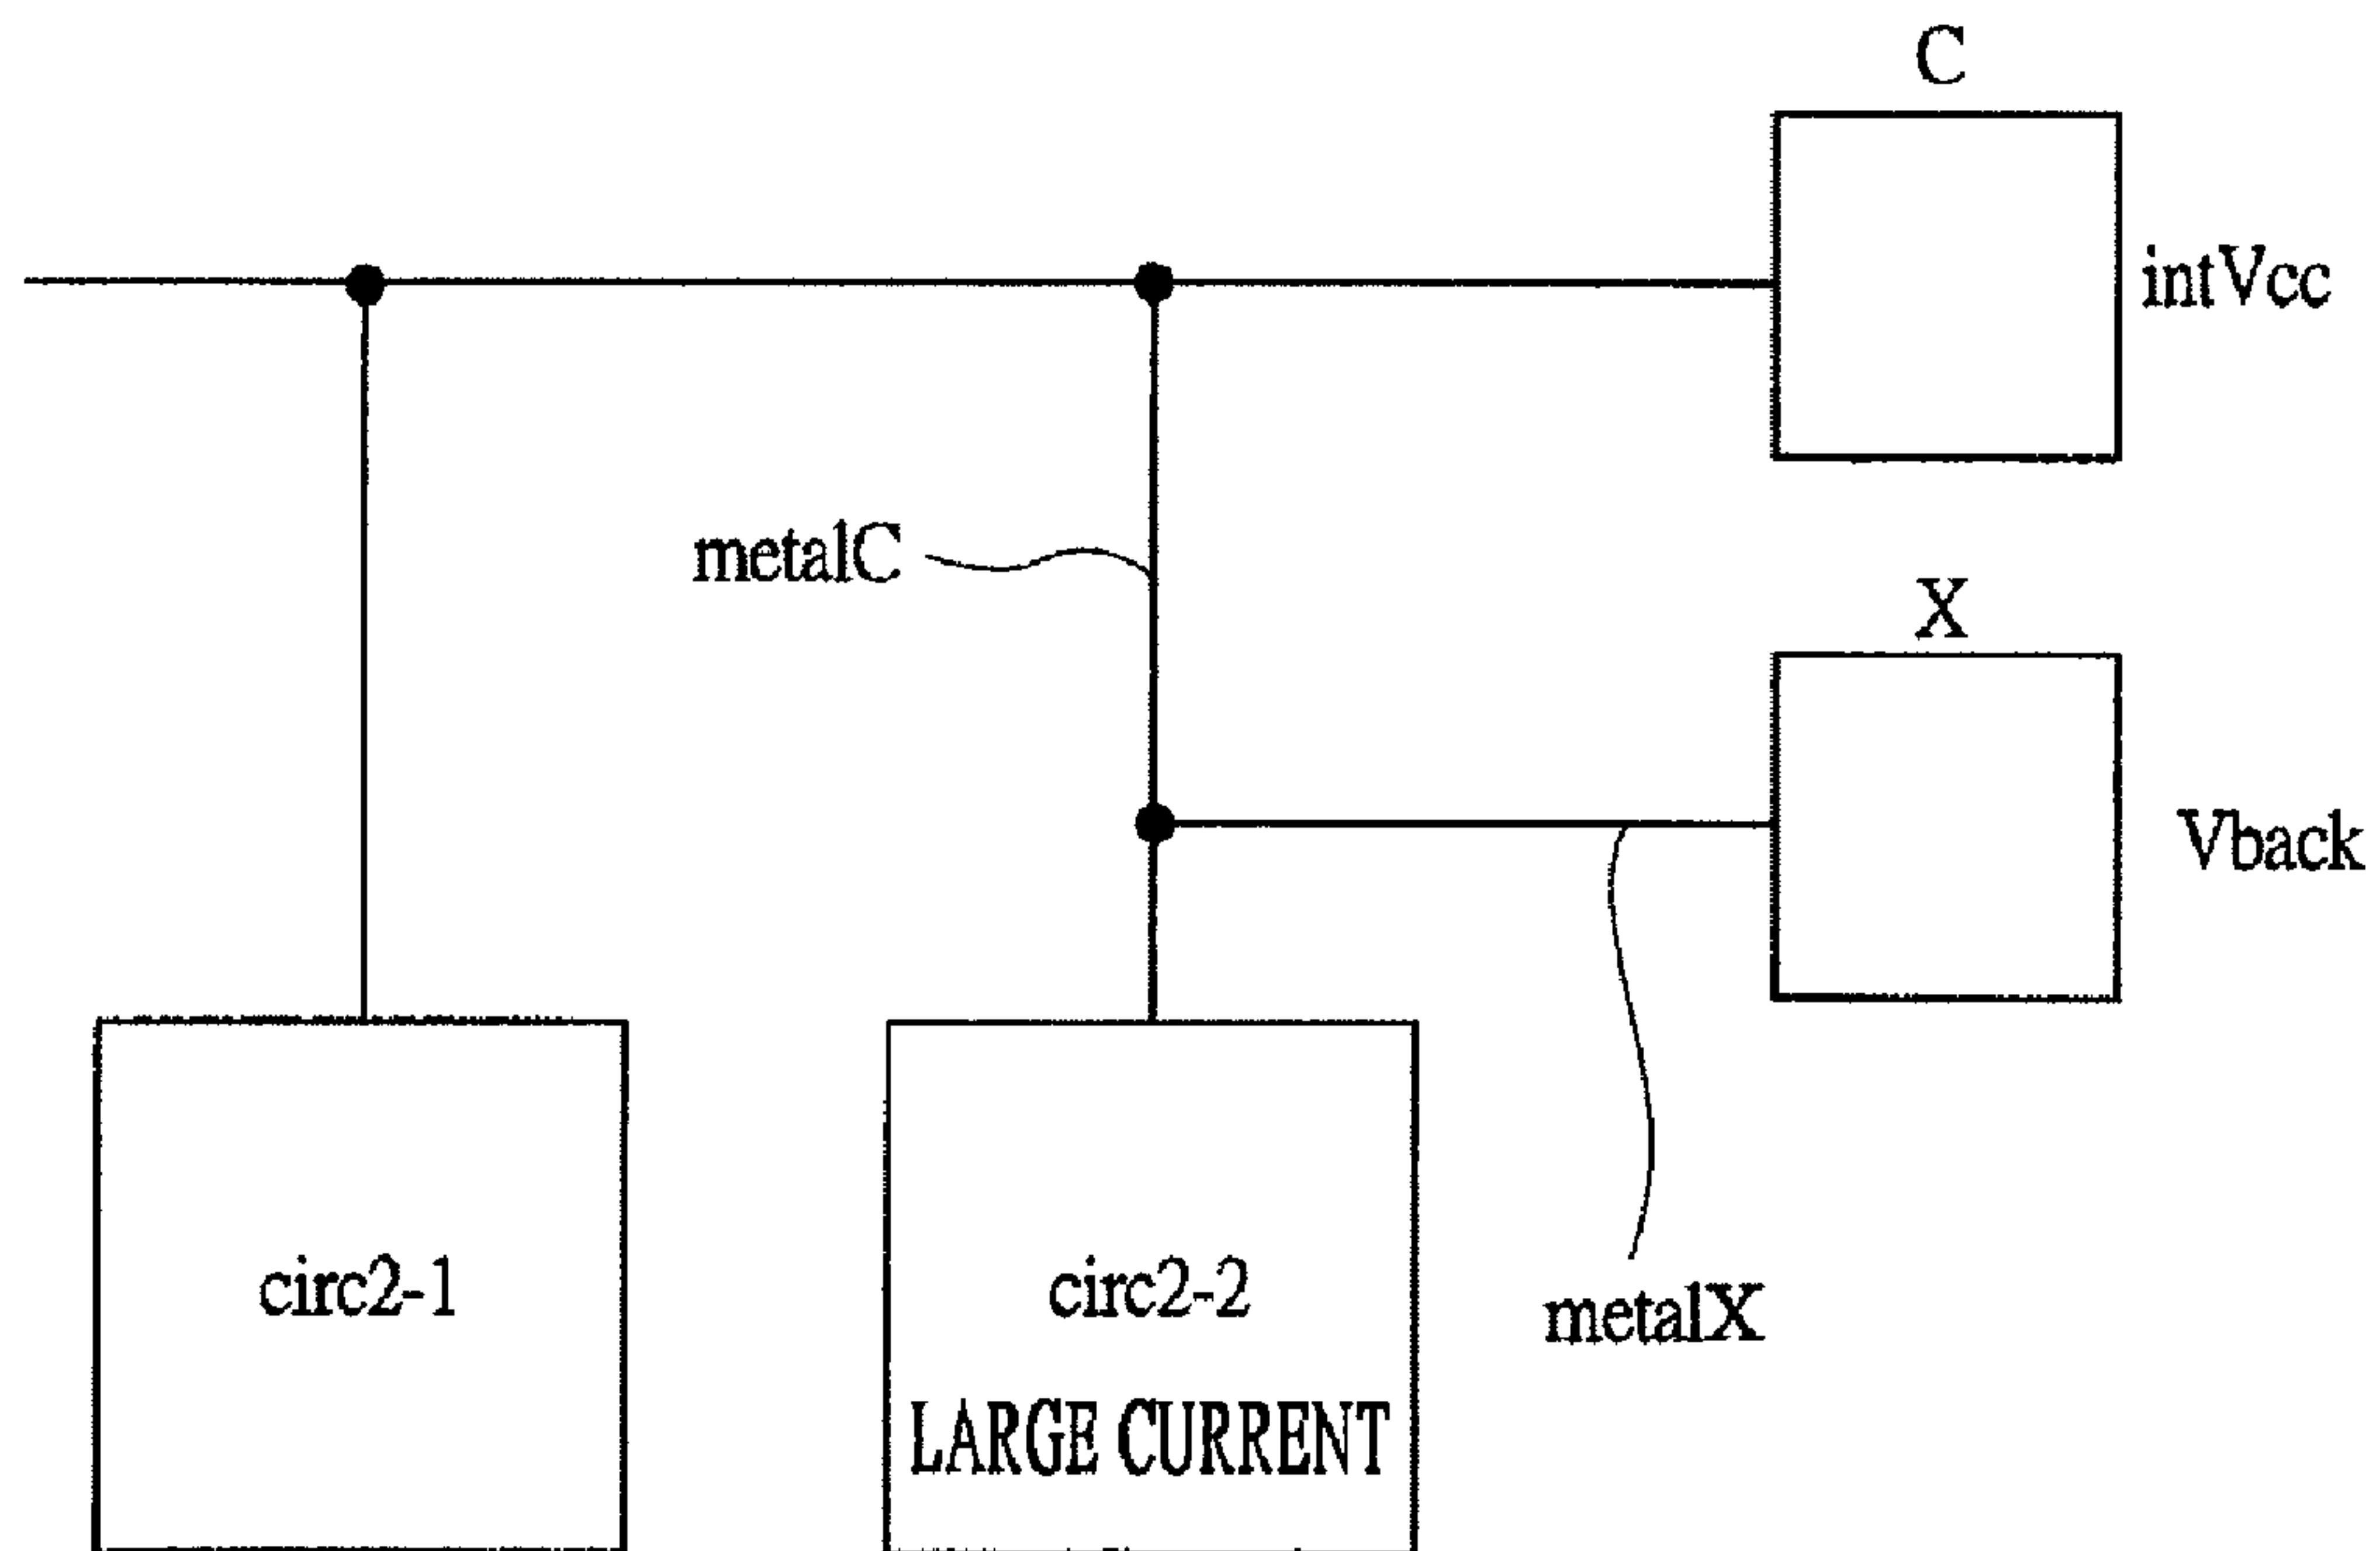 C
intVcc
metalC
X
Vback
circ2-1
circ2-2
LARGE CURRENT
metalX